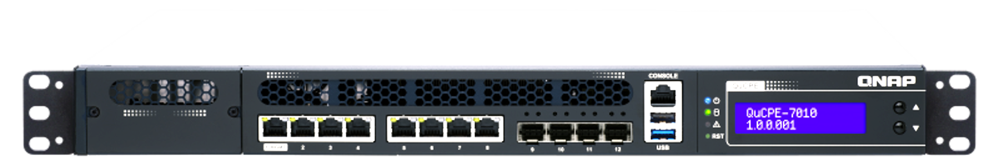 CONSOLE
QNAP
QuCPE
QuCPE-7010
1.0.0.001
RST
2 3 4 5 6 7 8 9 10 11 12
USB